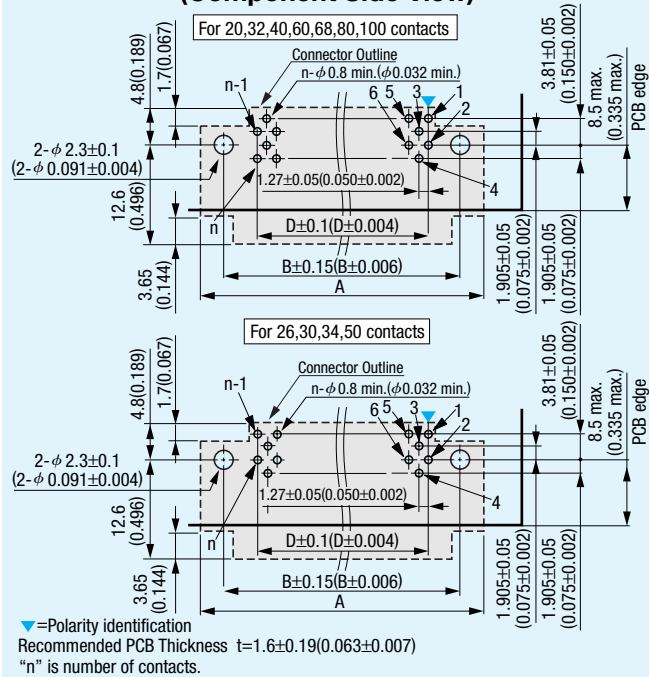 (Component Side View)
For 20,32,40,60,68,80,100 contacts
Connector Outline
n-φ0.8 min.(φ0.032 min.)
n-1
6 5 3 1
2
4
n
4.8(0.189)
1.7(0.067)
2-φ 2.3±0.1
(2-φ 0.091±0.004)
12.6
(0.496)
3.65
(0.144)
1.27±0.05(0.050±0.002)
D±0.1(D±0.004)
B±0.15(B±0.006)
A
3.81±0.05
(0.150±0.002)
8.5 max.
(0.335 max.)
PCB edge
1.905±0.05
(0.075±0.002)
1.905±0.05
(0.075±0.002)
For 26,30,34,50 contacts
Connector Outline
n-φ0.8 min.(φ0.032 min.)
n-1
6 5 3 1
2
4
n
4.8(0.189)
1.7(0.067)
2-φ 2.3±0.1
(2-φ 0.091±0.004)
12.6
(0.496)
3.65
(0.144)
1.27±0.05(0.050±0.002)
D±0.1(D±0.004)
B±0.15(B±0.006)
A
3.81±0.05
(0.150±0.002)
8.5 max.
(0.335 max.)
PCB edge
1.905±0.05
(0.075±0.002)
1.905±0.05
(0.075±0.002)
▼=Polarity identification
Recommended PCB Thickness t=1.6±0.19(0.063±0.007)
“n” is number of contacts.